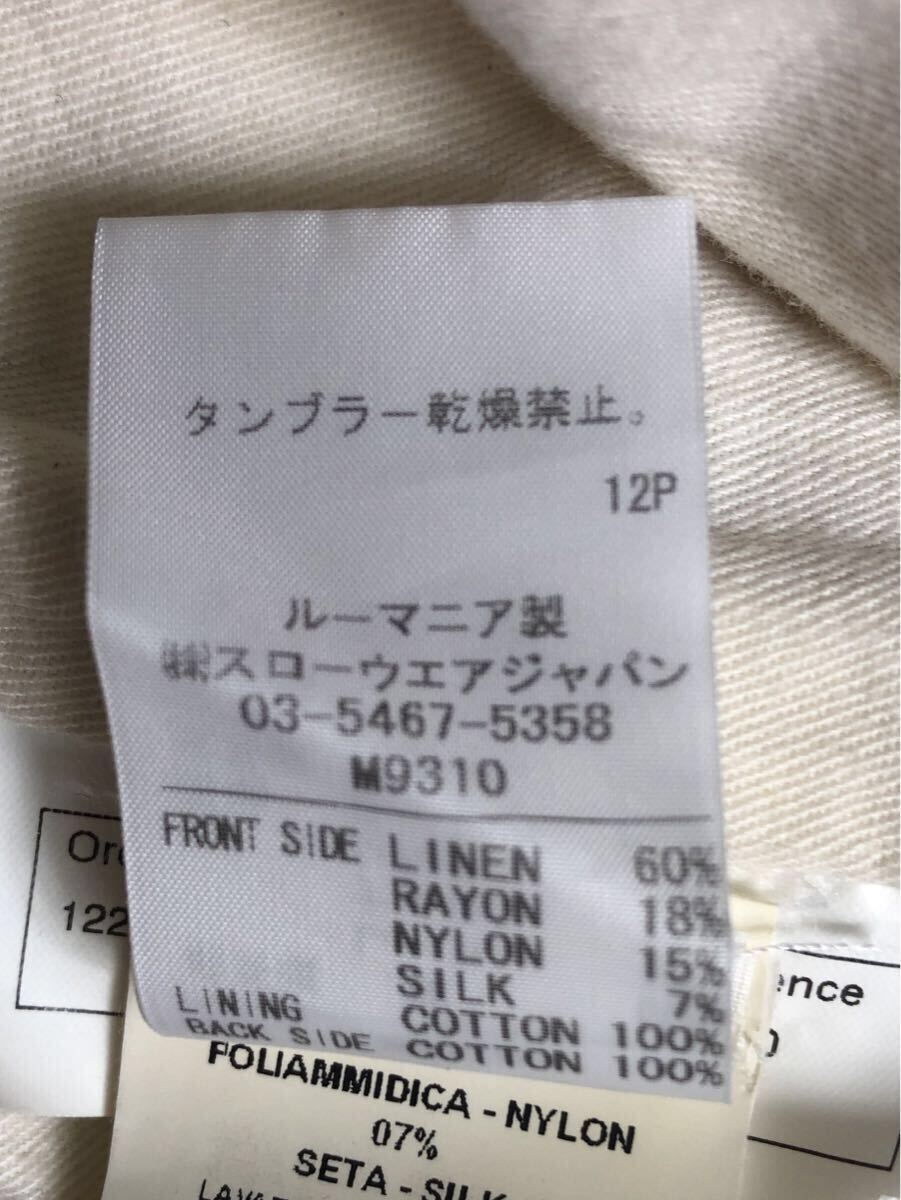 タンブラー乾燥禁止。
12P
ルーマニア製
㈱スローウエアジャパン
03-5467-5358
M9310
FRONT SIDE LINEN 60%
RAYON 18%
NYLON 15%
SILK 7%
LINING COTTON 100%
BACK SIDE COTTON 100%
122
ence
POLIAMMIDICA - NYLON
07%
SETA - SILK